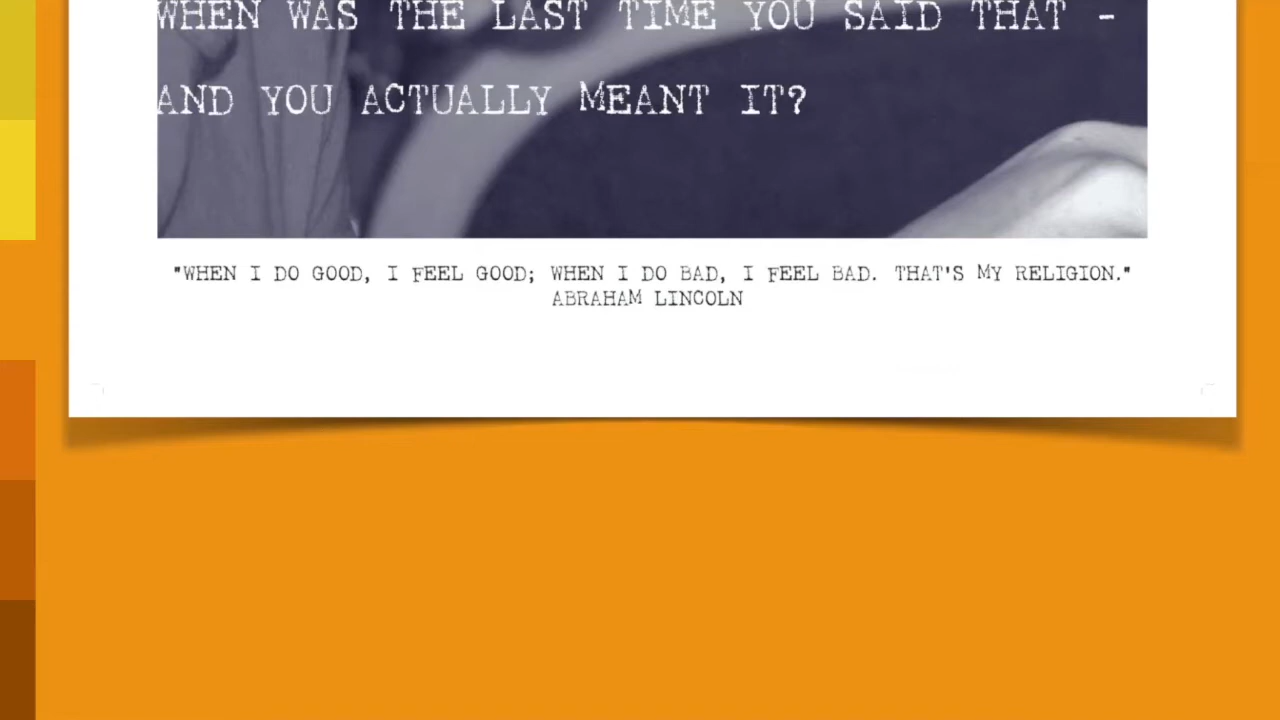 WHEN WAS THE LAST TIME YOU SAID THAT -
AND YOU ACTUALLY MEANT IT?
"WHEN I DO GOOD, I FEEL GOOD; WHEN I DO BAD, I FEEL BAD. THAT'S MY RELIGION."
ABRAHAM LINCOLN